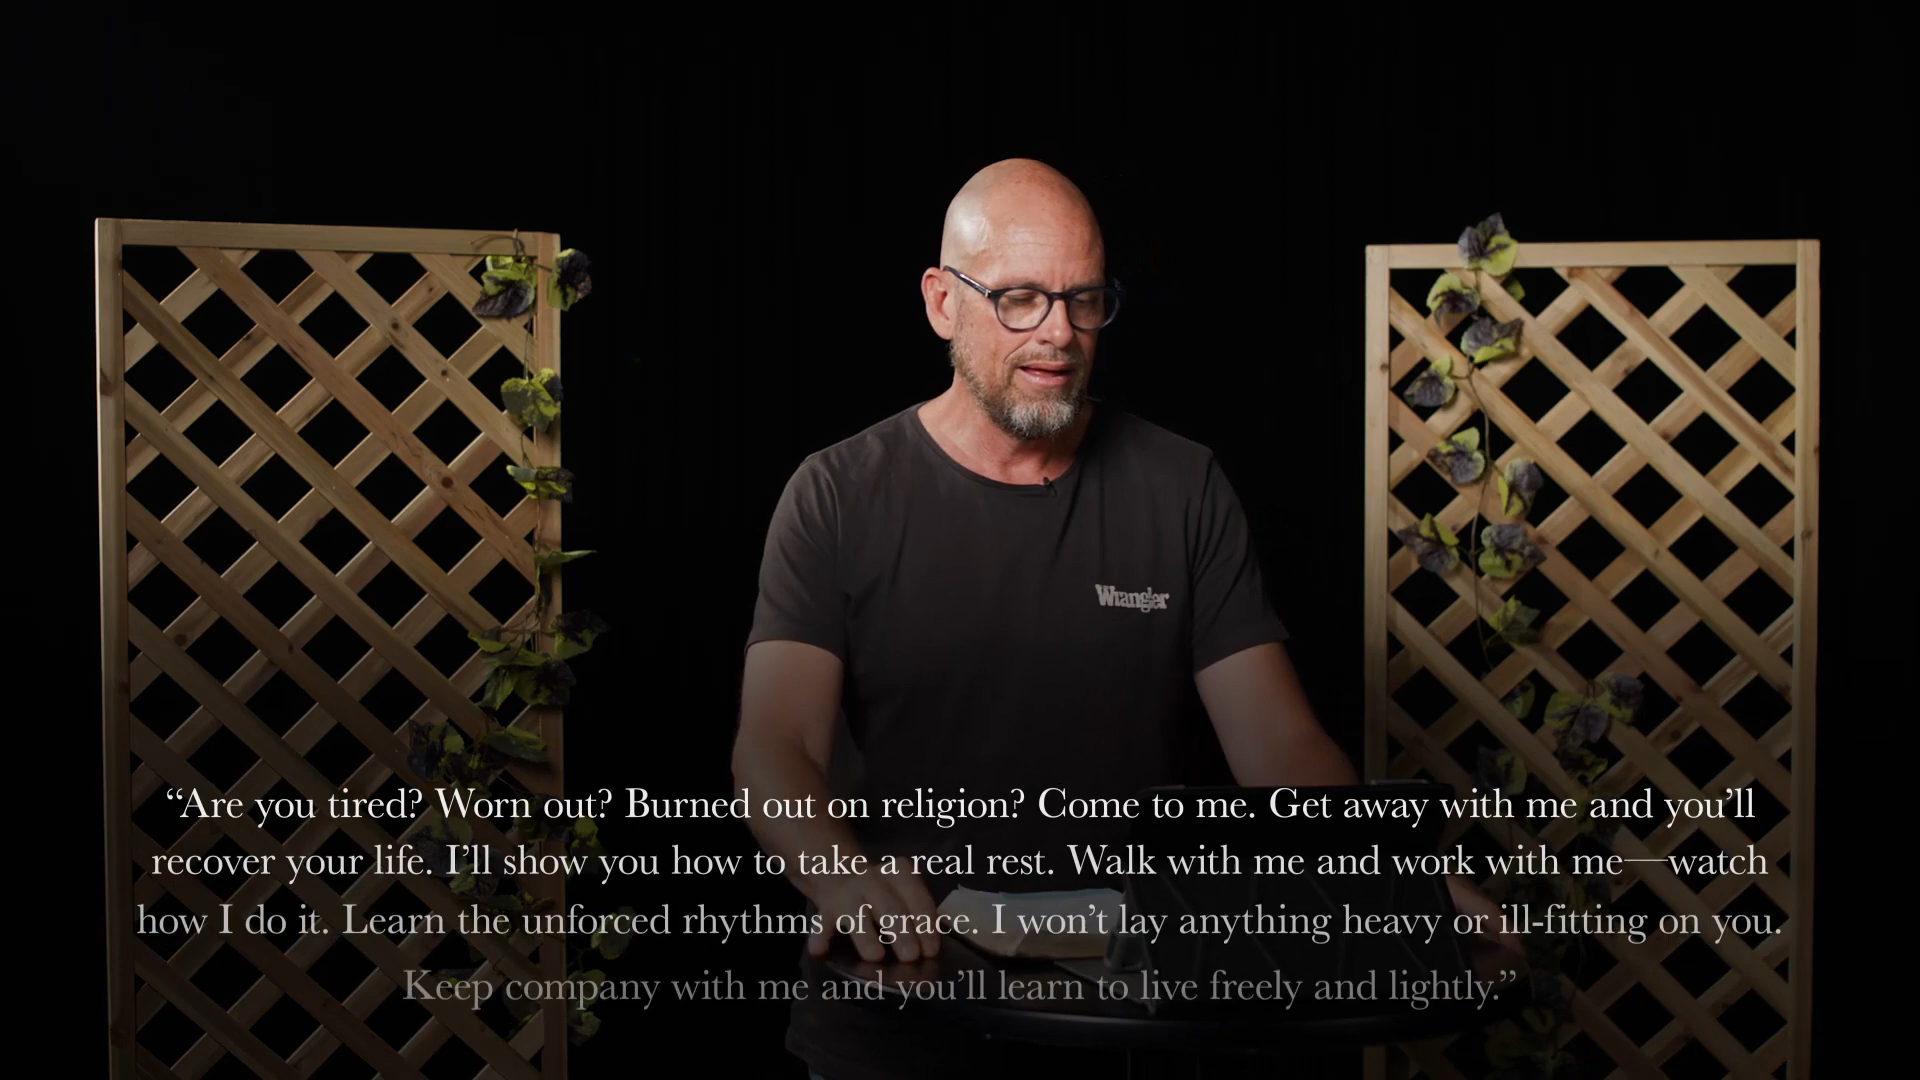 Wrangler
“Are you tired? Worn out? Burned out on religion? Come to me. Get away with me and you’ll
recover your life. I’ll show you how to take a real rest. Walk with me and work with me—watch
how I do it. Learn the unforced rhythms of grace. I won’t lay anything heavy or ill-fitting on you.
Keep company with me and you’ll learn to live freely and lightly.”